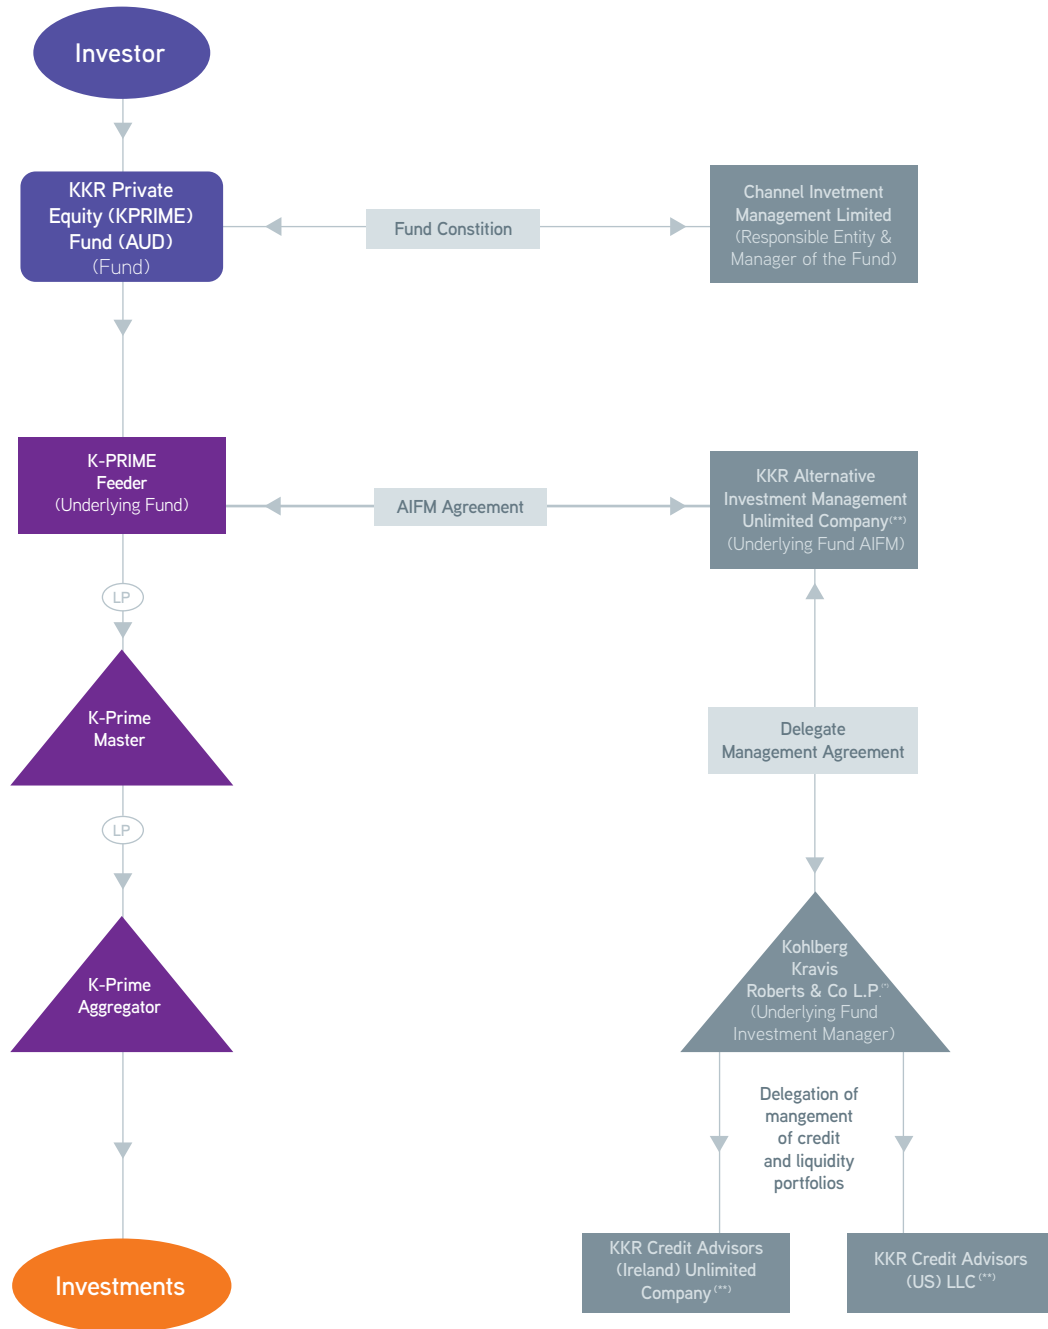 Investor
KKR Private
Equity (KPRIME)
Fund (AUD)
(Fund)
Fund Constition
Channel Invetment
Management Limited
(Responsible Entity &
Manager of the Fund)
K-PRIME
Feeder
(Underlying Fund)
AIFM Agreement
KKR Alternative
Investment Management
Unlimited Company(**)
(Underlying Fund AIFM)
LP
K-Prime
Master
Delegate
Management Agreement
LP
K-Prime
Aggregator
Kohlberg
Kravis
Roberts & Co L.P.(*)
(Underlying Fund
Investment Manager)
Delegation of
mangement
of credit
and liquidity
portfolios
Investments
KKR Credit Advisors
(Ireland) Unlimited
Company(**)
KKR Credit Advisors
(US) LLC(**)